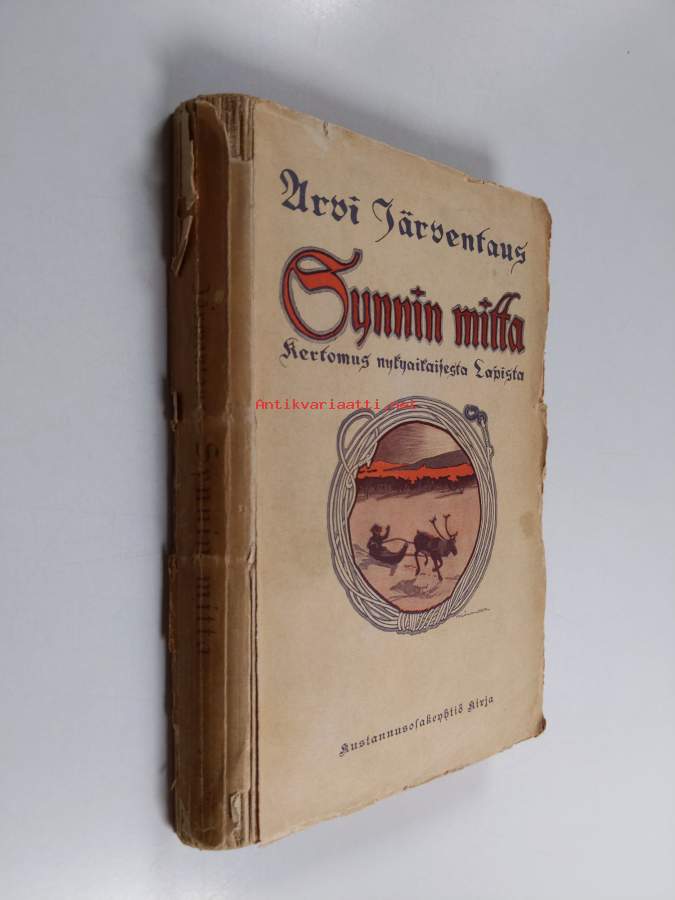 Arvi Järventaus
Synnin mitta
Kertomus nykyaikaisesta Lapista
Antikvariaatti.net
Kustannusosakeyhtiö Kirja
Synnin mitta